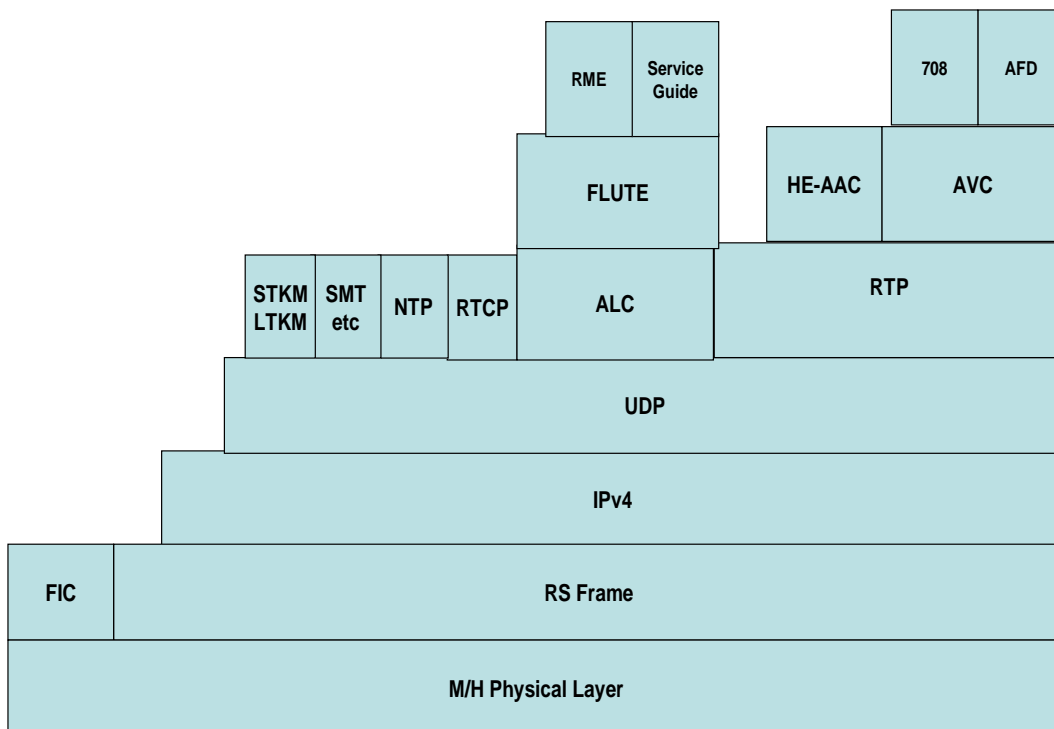 708
AFD
RME
Service
Guide
FLUTE
HE-AAC
AVC
STKM
LTKM
SMT
etc
NTP
RTCP
ALC
RTP
UDP
IPv4
FIC
RS Frame
M/H Physical Layer